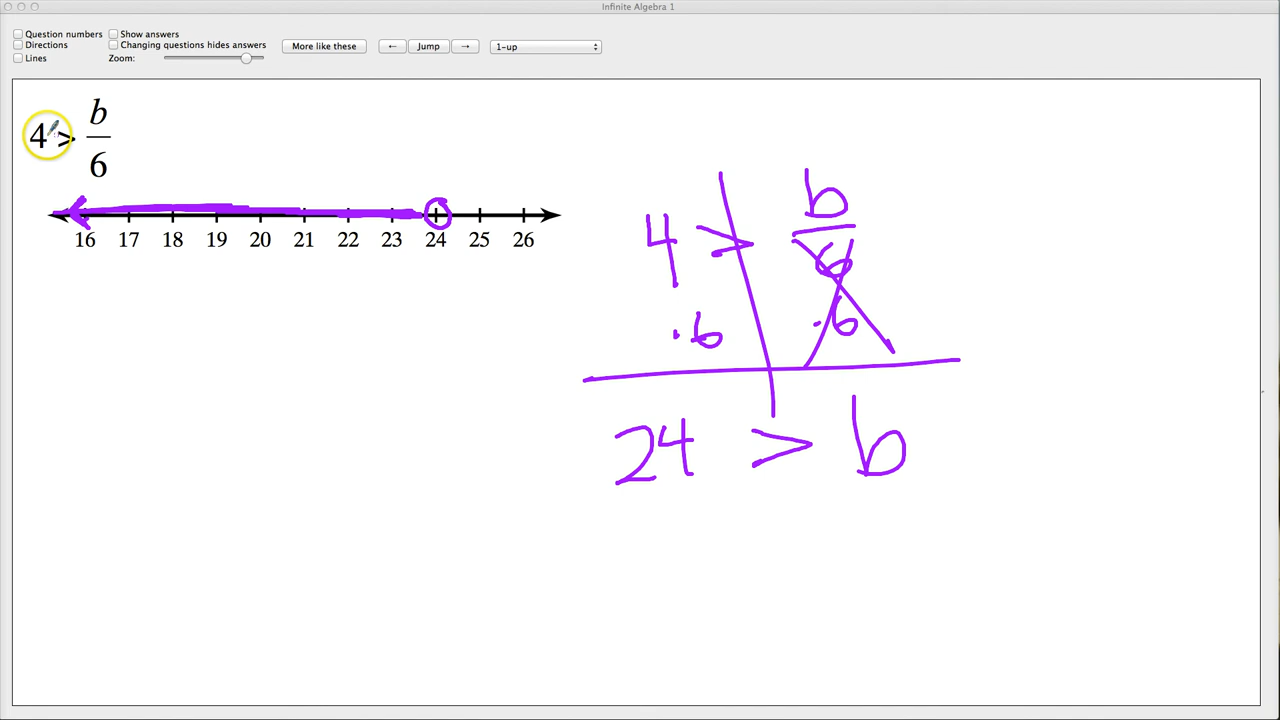 Infinite Algebra 1
Question numbers
Show answers
Directions
Changing questions hides answers
Lines
Zoom:
More like these
←
Jump
→
1-up
4 > b/6
16 17 18 19 20 21 22 23 24 25 26
4 > b/6
·6 ·6
24 > b